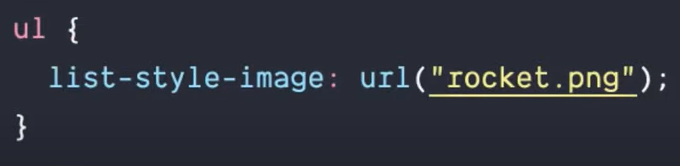 ul {
  list-style-image: url("rocket.png");
}